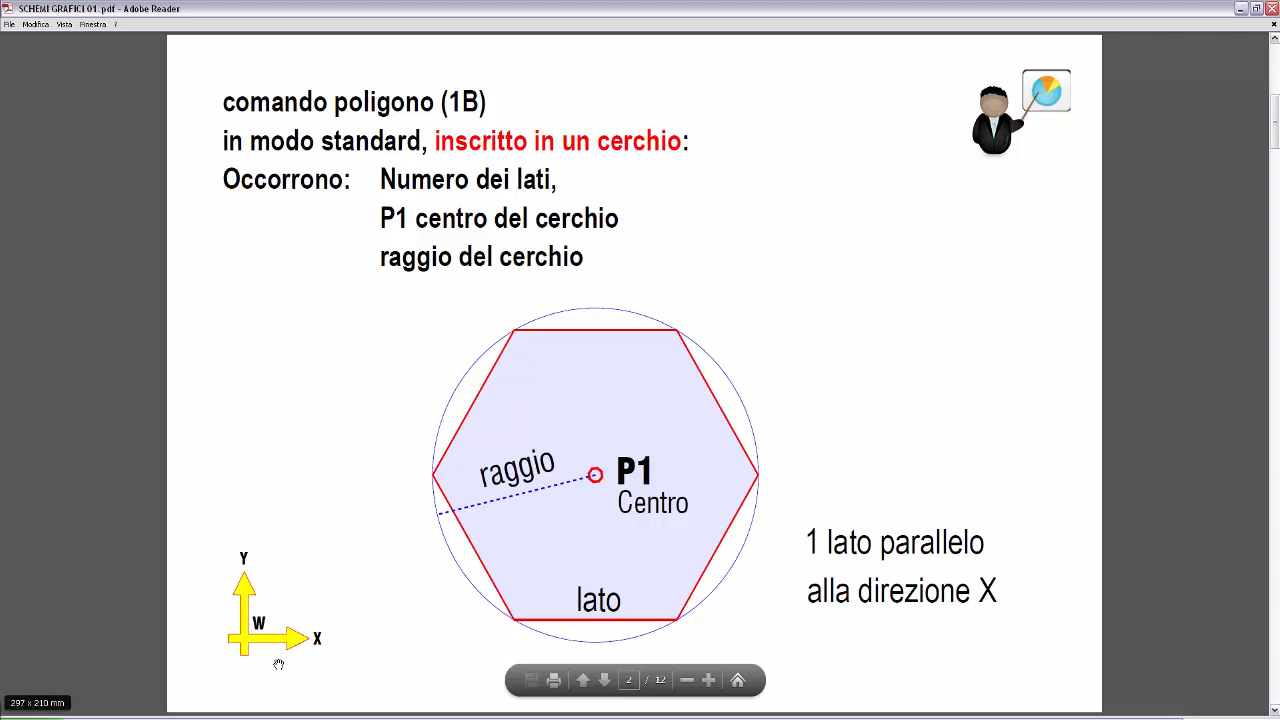 SCHEMI GRAFICI 01.pdf - Adobe Reader
File Modifica Vista Finestra ?
comando poligono (1B)
in modo standard, inscritto in un cerchio:
Occorrono: Numero dei lati,
P1 centro del cerchio
raggio del cerchio
raggio
P1
Centro
lato
1 lato parallelo
alla direzione X
Y
W
X
2 / 12
297 x 210 mm